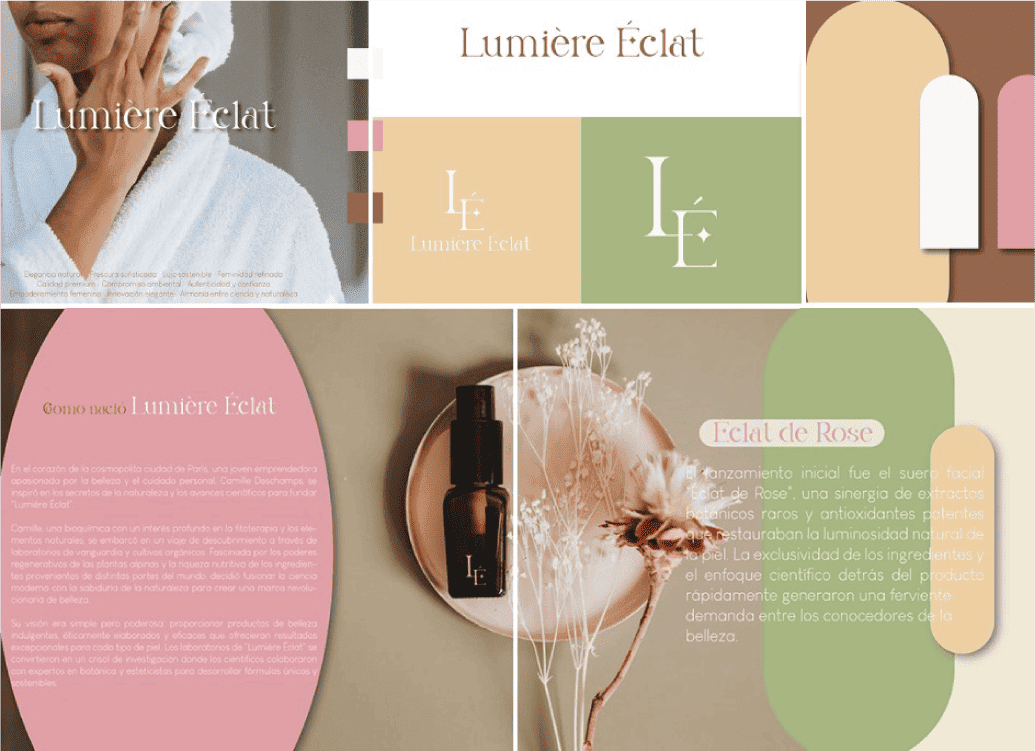 Lumière Éclat
Elegancia natural Frescura sofisticada Lujo sostenible Feminidad refinada
Calidad premium Compromiso ambiental Autenticidad y confianza
Empoderamiento femenino Innovación elegante Armonía entre ciencia y naturaleza
Lumière Éclat
LÉ
Lumière Éclat
LÉ
Como nació Lumière Éclat
En el corazón de la cosmopolita ciudad de París, una joven emprendedora
apasionada por la belleza y el cuidado personal, Camille Deschamps, se
inspiró en los secretos de la naturaleza y los avances científicos para fundar
"Lumière Éclat".
Camille, una bioquímica con un interés profundo en la fitoterapia y los ele-
mentos naturales, se embarcó en un viaje de descubrimiento a través de
laboratorios de vanguardia y cultivos orgánicos. Fascinada por los poderes
regenerativos de las plantas alpinas y la riqueza nutritiva de los ingredien-
tes provenientes de distintas partes del mundo, decidió fusionar la ciencia
moderna con la sabiduría de la naturaleza para crear una marca revolu-
cionaria de belleza.
Su visión era simple pero poderosa: proporcionar productos de belleza
indulgentes, éticamente elaborados y eficaces que ofrecieran resultados
excepcionales para cada tipo de piel. Los laboratorios de "Lumière Éclat" se
convirtieron en un crisol de investigación donde los científicos colaboraron
con expertos en botánica y esteticistas para desarrollar fórmulas únicas y
sostenibles.
LÉ
Éclat de Rose
El lanzamiento inicial fue el suero facial
"Éclat de Rose", una sinergia de extractos
botánicos raros y antioxidantes potentes
que restauraban la luminosidad natural de
la piel. La exclusividad de los ingredientes y
el enfoque científico detrás del producto
rápidamente generaron una ferviente
demanda entre los conocedores de la
belleza.